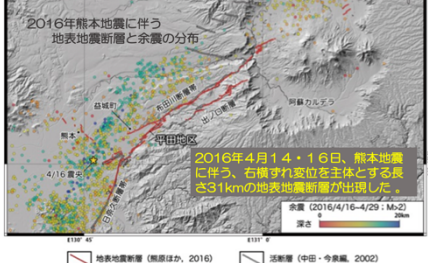 2016年熊本地震に伴う
地表地震断層と余震の分布
布田川断層帯
益城町
出ノ口断層
阿蘇カルデラ
熊本
平田地区
4/16 震央
日奈久断層帯
2016年4月14・16日、熊本地震
に伴う、右横ずれ変位を主体とする長
さ31kmの地表地震断層が出現した。
余震 (2016/4/16~4/29；M>2)
0 20km
深さ
E130° 45' E131° 0'
地表地震断層（熊原ほか, 2016） 活断層（中田・今泉編, 2002）